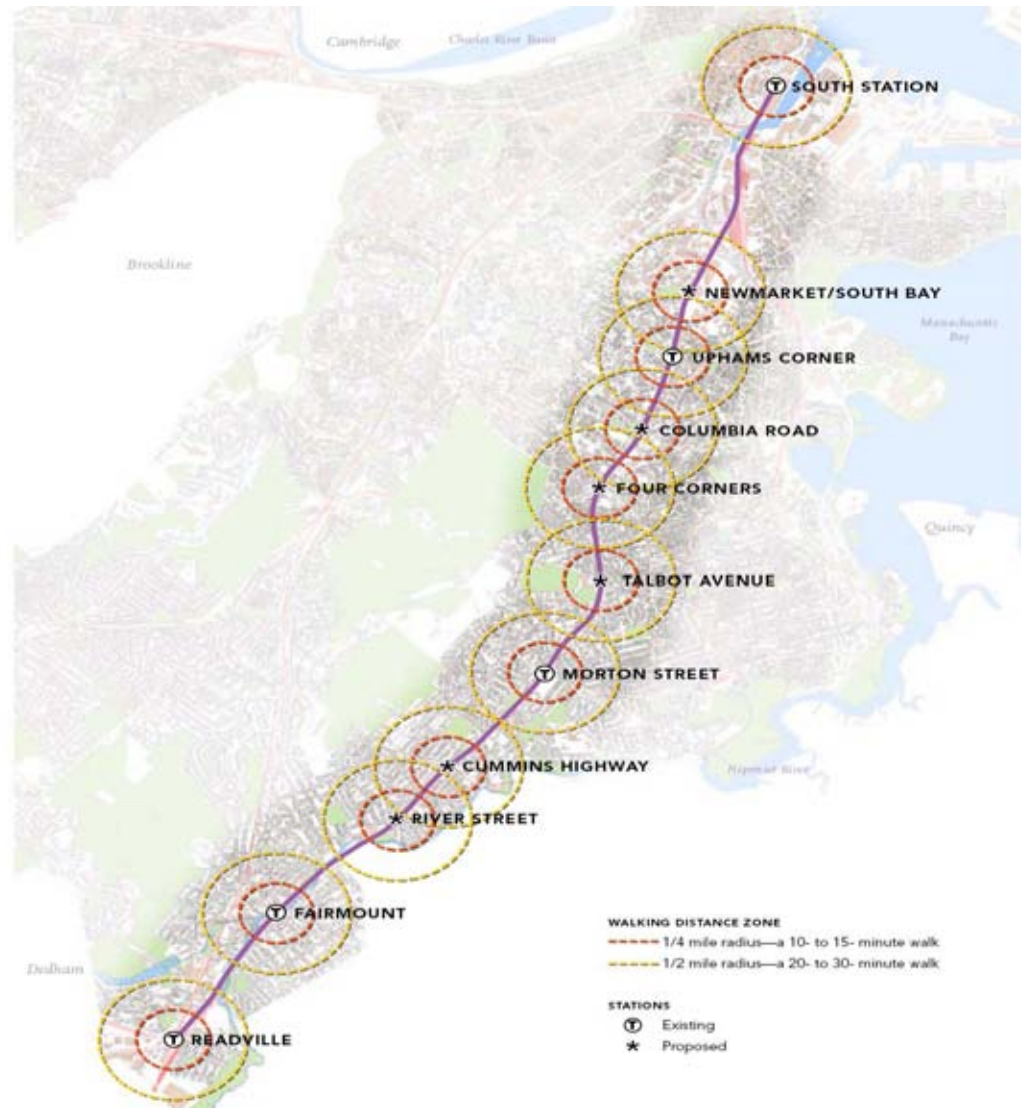 Cambridge
Charles River Basin
SOUTH STATION
Brookline
NEWMARKET/SOUTH BAY
Massachusetts
Bay
UPHAMS CORNER
COLUMBIA ROAD
FOUR CORNERS
Quincy
TALBOT AVENUE
MORTON STREET
CUMMINS HIGHWAY
Neponset River
RIVER STREET
FAIRMOUNT
WALKING DISTANCE ZONE
1/4 mile radius—a 10- to 15- minute walk
1/2 mile radius—a 20- to 30- minute walk
Dedham
STATIONS
T Existing
READVILLE
* Proposed